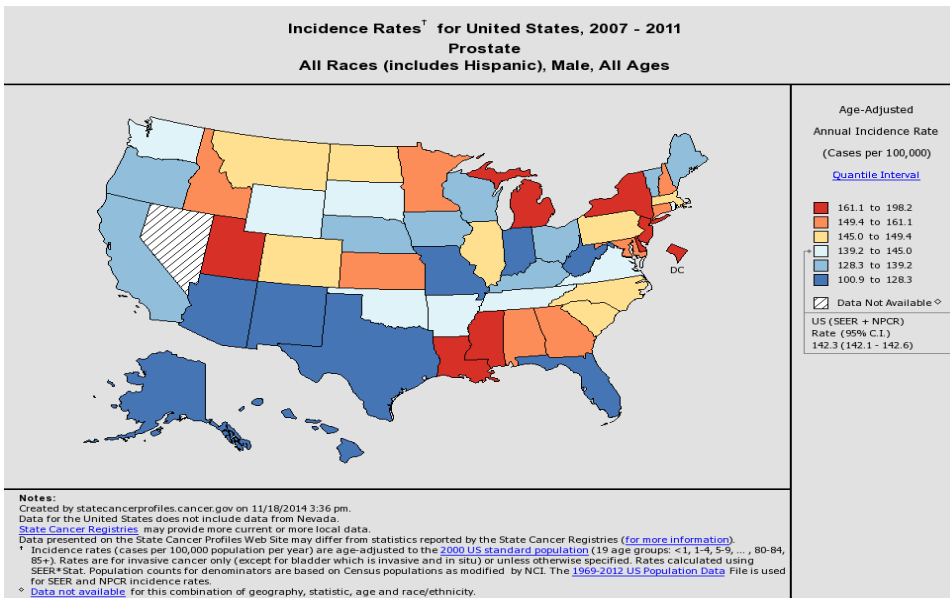 Incidence Rates† for United States, 2007 - 2011
Prostate
All Races (includes Hispanic), Male, All Ages
DC
Age-Adjusted
Annual Incidence Rate
(Cases per 100,000)
Quantile Interval
161.1 to 198.2
149.4 to 161.1
145.0 to 149.4
139.2 to 145.0
128.3 to 139.2
100.9 to 128.3
Data Not Available ◇
US (SEER + NPCR)
Rate (95% C.I.)
142.3 (142.1 - 142.6)
Notes:
Created by statecancerprofiles.cancer.gov on 11/18/2014 3:36 pm.
Data for the United States does not include data from Nevada.
State Cancer Registries may provide more current or more local data.
Data presented on the State Cancer Profiles Web Site may differ from statistics reported by the State Cancer Registries (for more information).
† Incidence rates (cases per 100,000 population per year) are age-adjusted to the 2000 US standard population (19 age groups: <1, 1-4, 5-9, ... , 80-84,
85+). Rates are for invasive cancer only (except for bladder which is invasive and in situ) or unless otherwise specified. Rates calculated using
SEER*Stat. Population counts for denominators are based on Census populations as modified by NCI. The 1969-2012 US Population Data File is used
for SEER and NPCR incidence rates.
◇ Data not available for this combination of geography, statistic, age and race/ethnicity.